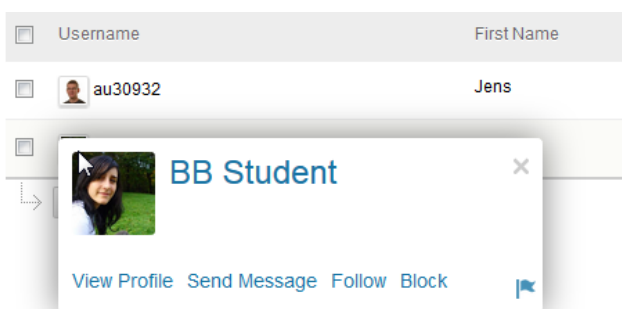 Username First Name
au30932 Jens
BB Student
View Profile Send Message Follow Block